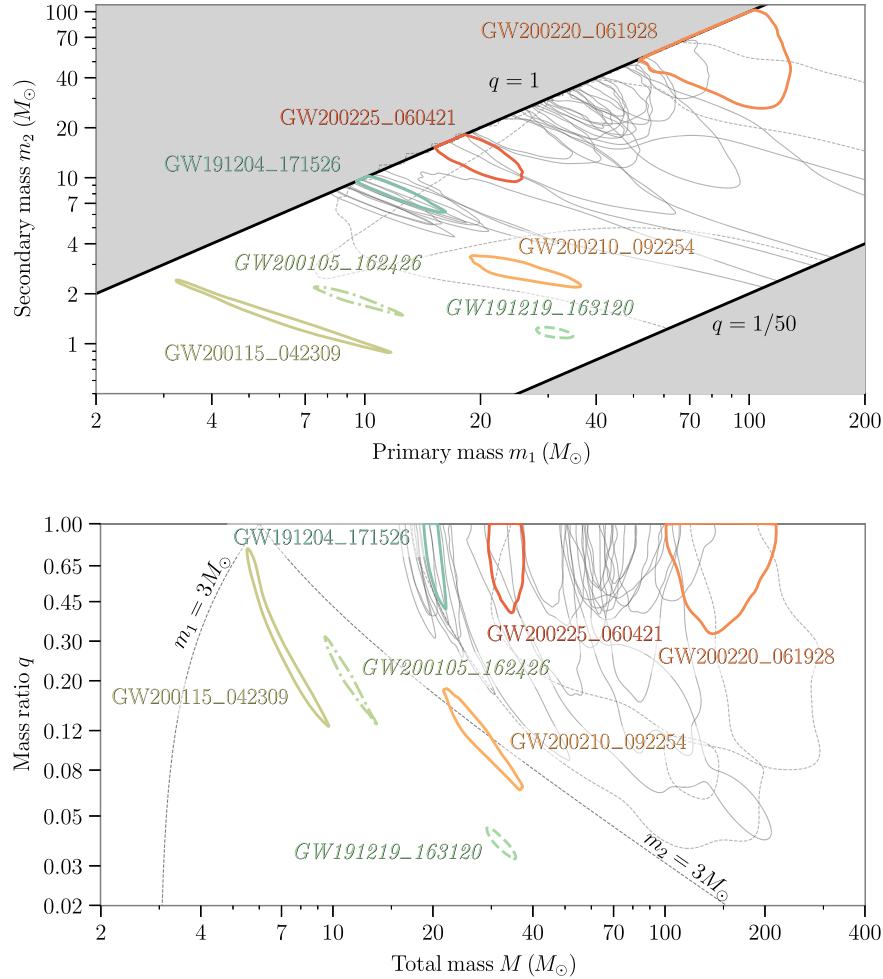 100
70
40
20
10
7
4
2
1
Secondary mass m₂ (M☉)
GW200220_061928
q = 1
GW200225_060421
GW191204_171526
GW200210_092254
GW200105_162426
GW191219_163120
q = 1/50
GW200115_042309
2 4 7 10 20 40 70 100 200
Primary mass m₁ (M☉)
1.00
0.65
0.45
0.30
0.20
0.12
0.08
0.05
0.03
0.02
Mass ratio q
GW191204_171526
m₁ = 3M☉
GW200225_060421
GW200220_061928
GW200105_162426
GW200115_042309
GW200210_092254
GW191219_163120
m₂ = 3M☉
2 4 7 10 20 40 70 100 200 400
Total mass M (M☉)